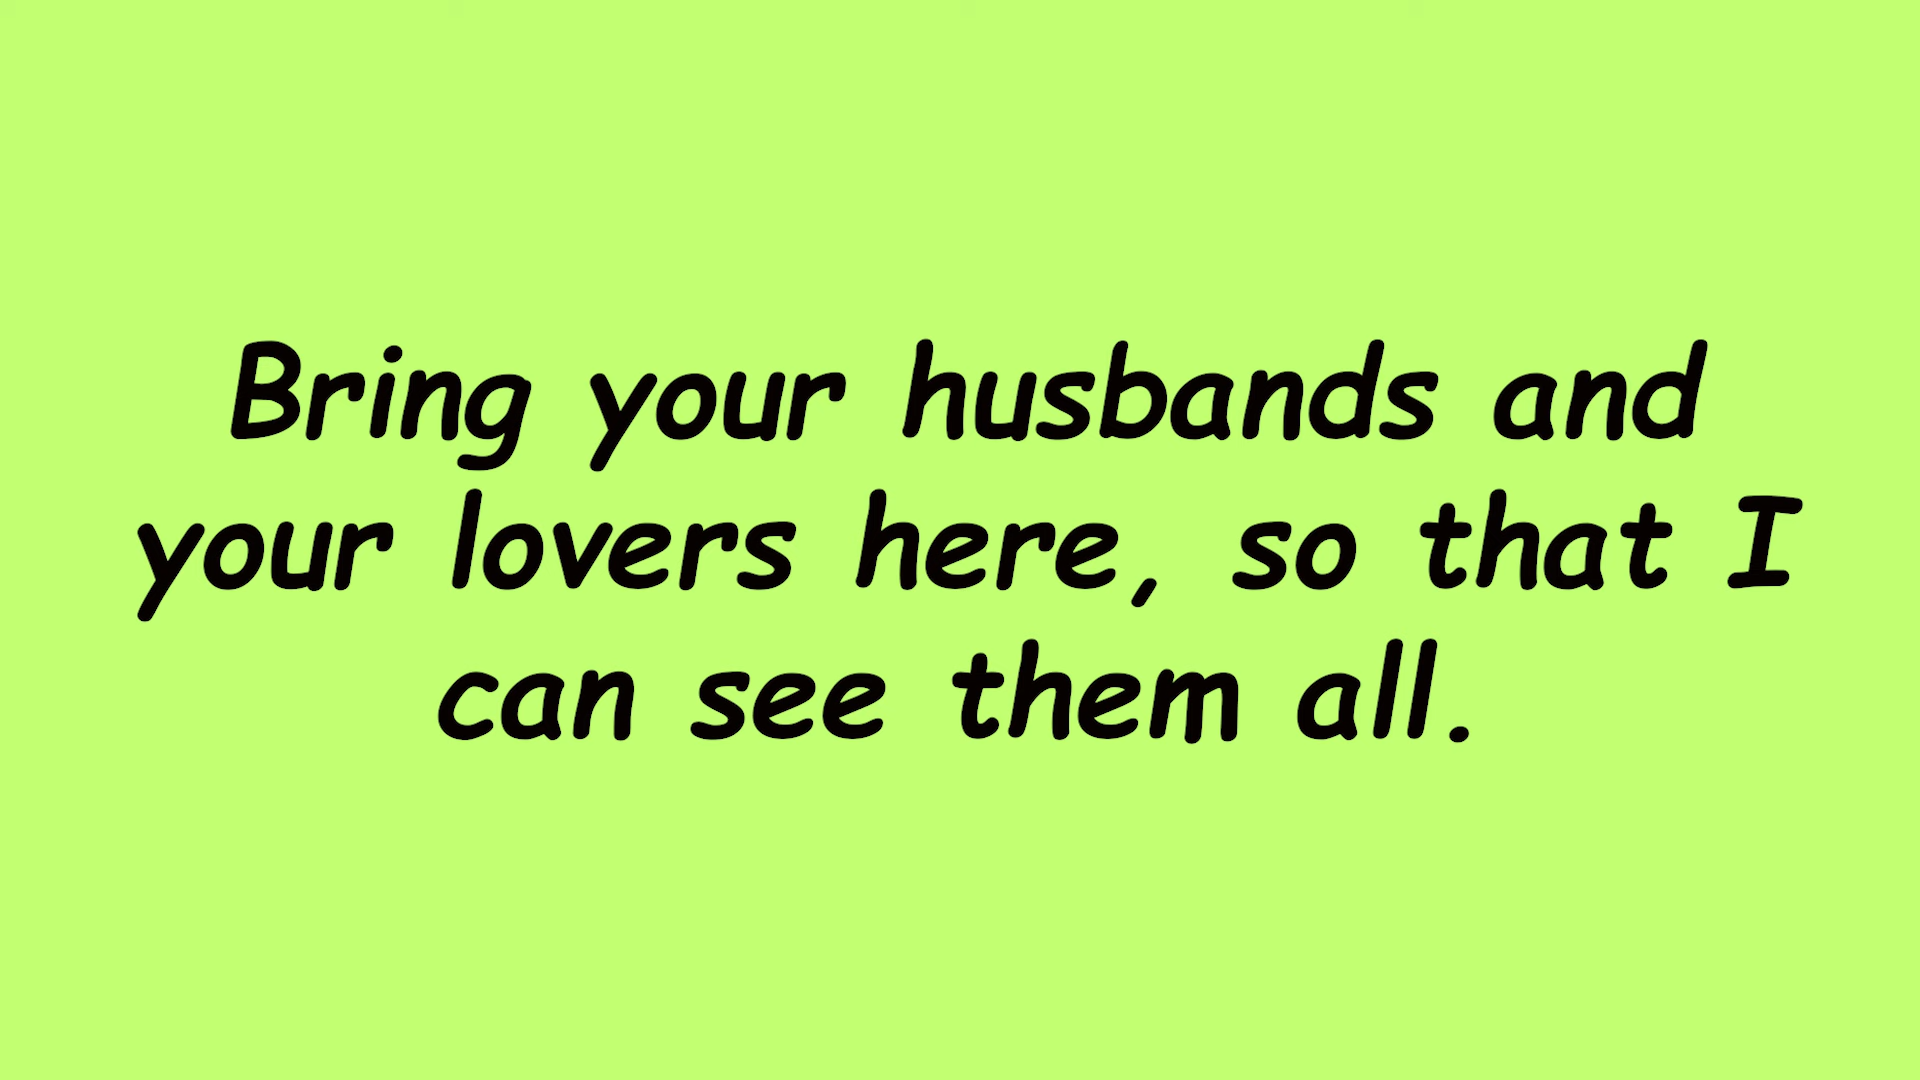 Bring your husbands and
your lovers here, so that I
can see them all.